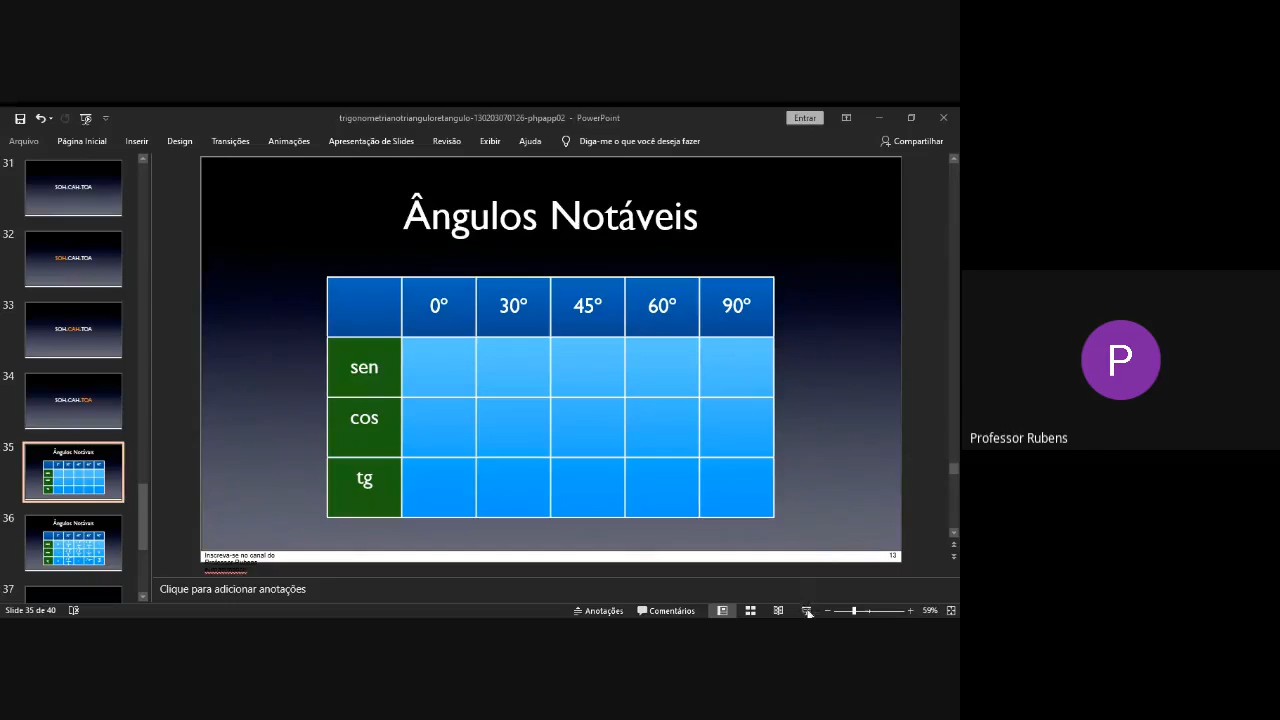 trigonometrianotrianguloretangulo-130203070126-phpapp02 - PowerPoint
Entrar
Arquivo Página Inicial Inserir Design Transições Animações Apresentação de Slides Revisão Exibir Ajuda Diga-me o que você deseja fazer Compartilhar
31
SOH.CAH.TOA
32
SOH.CAH.TOA
33
SOH.CAH.TOA
34
SOH.CAH.TOA
35
Ângulos Notáveis
36
Ângulos Notáveis
37
Ângulos Notáveis
0º 30º 45º 60º 90º
sen
cos
tg
Inscreva-se no canal do
Professor Rubens
13
Clique para adicionar anotações
Slide 35 de 40
Anotações Comentários
59%
P
Professor Rubens